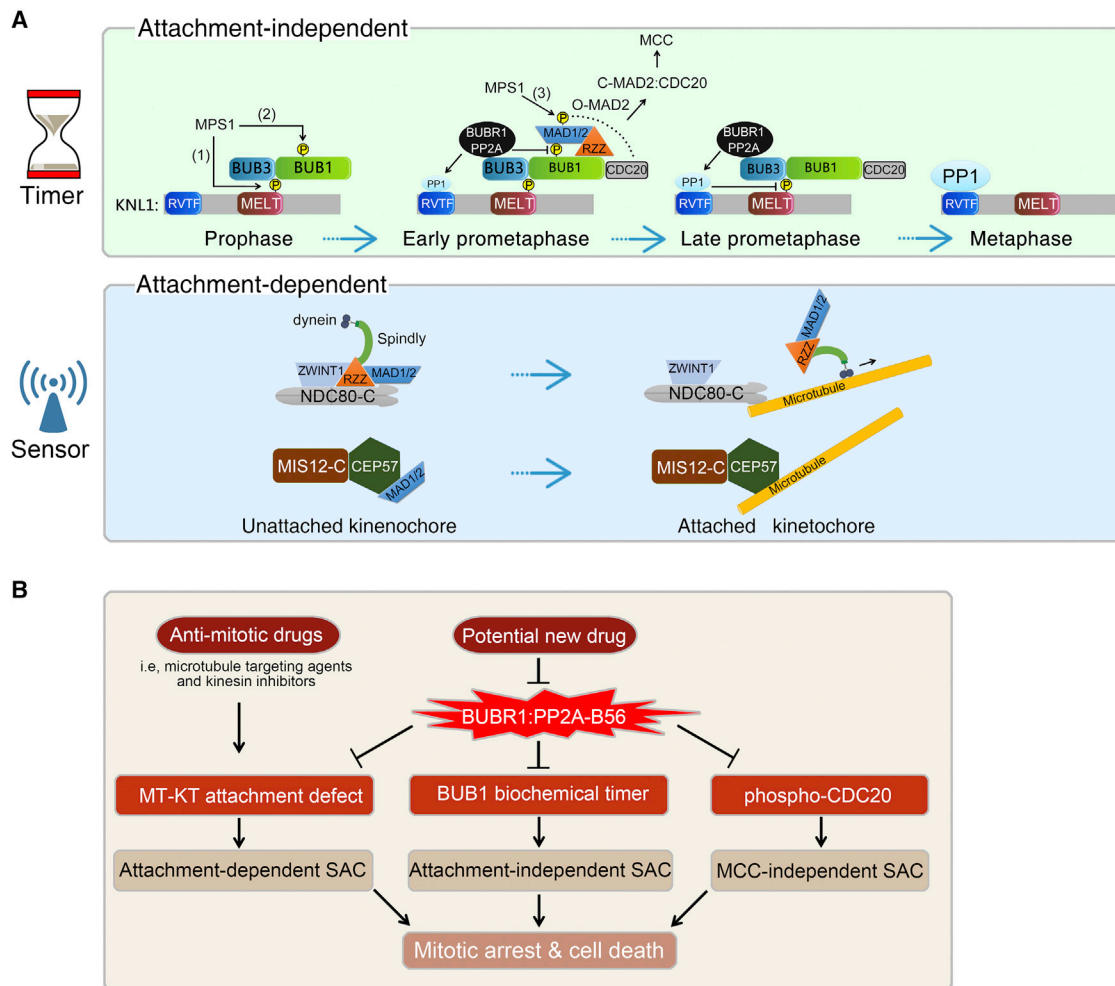 A
Attachment-independent
Timer
MPS1
(2)
(1)
P
BUB3
BUB1
P
KNL1:
RVTF
MELT
Prophase
MCC
C-MAD2:CDC20
MPS1
(3)
O-MAD2
P
BUBR1
PP2A
MAD1/2
P
RZZ
PP1
BUB3
BUB1
CDC20
P
RVTF
MELT
Early prometaphase
BUBR1
PP2A
PP1
BUB3
BUB1
CDC20
P
RVTF
MELT
Late prometaphase
PP1
RVTF
MELT
Metaphase
Attachment-dependent
Sensor
dynein
Spindly
ZWINT1
RZZ
MAD1/2
NDC80-C
MAD1/2
RZZ
ZWINT1
NDC80-C
Microtubule
MIS12-C
CEP57
MAD1/2
MIS12-C
CEP57
Microtubule
Unattached kinenochore
Attached kinetochore
B
Anti-mitotic drugs
i.e, microtubule targeting agents
and kinesin inhibitors
Potential new drug
BUBR1:PP2A-B56
MT-KT attachment defect
BUB1 biochemical timer
phospho-CDC20
Attachment-dependent SAC
Attachment-independent SAC
MCC-independent SAC
Mitotic arrest & cell death